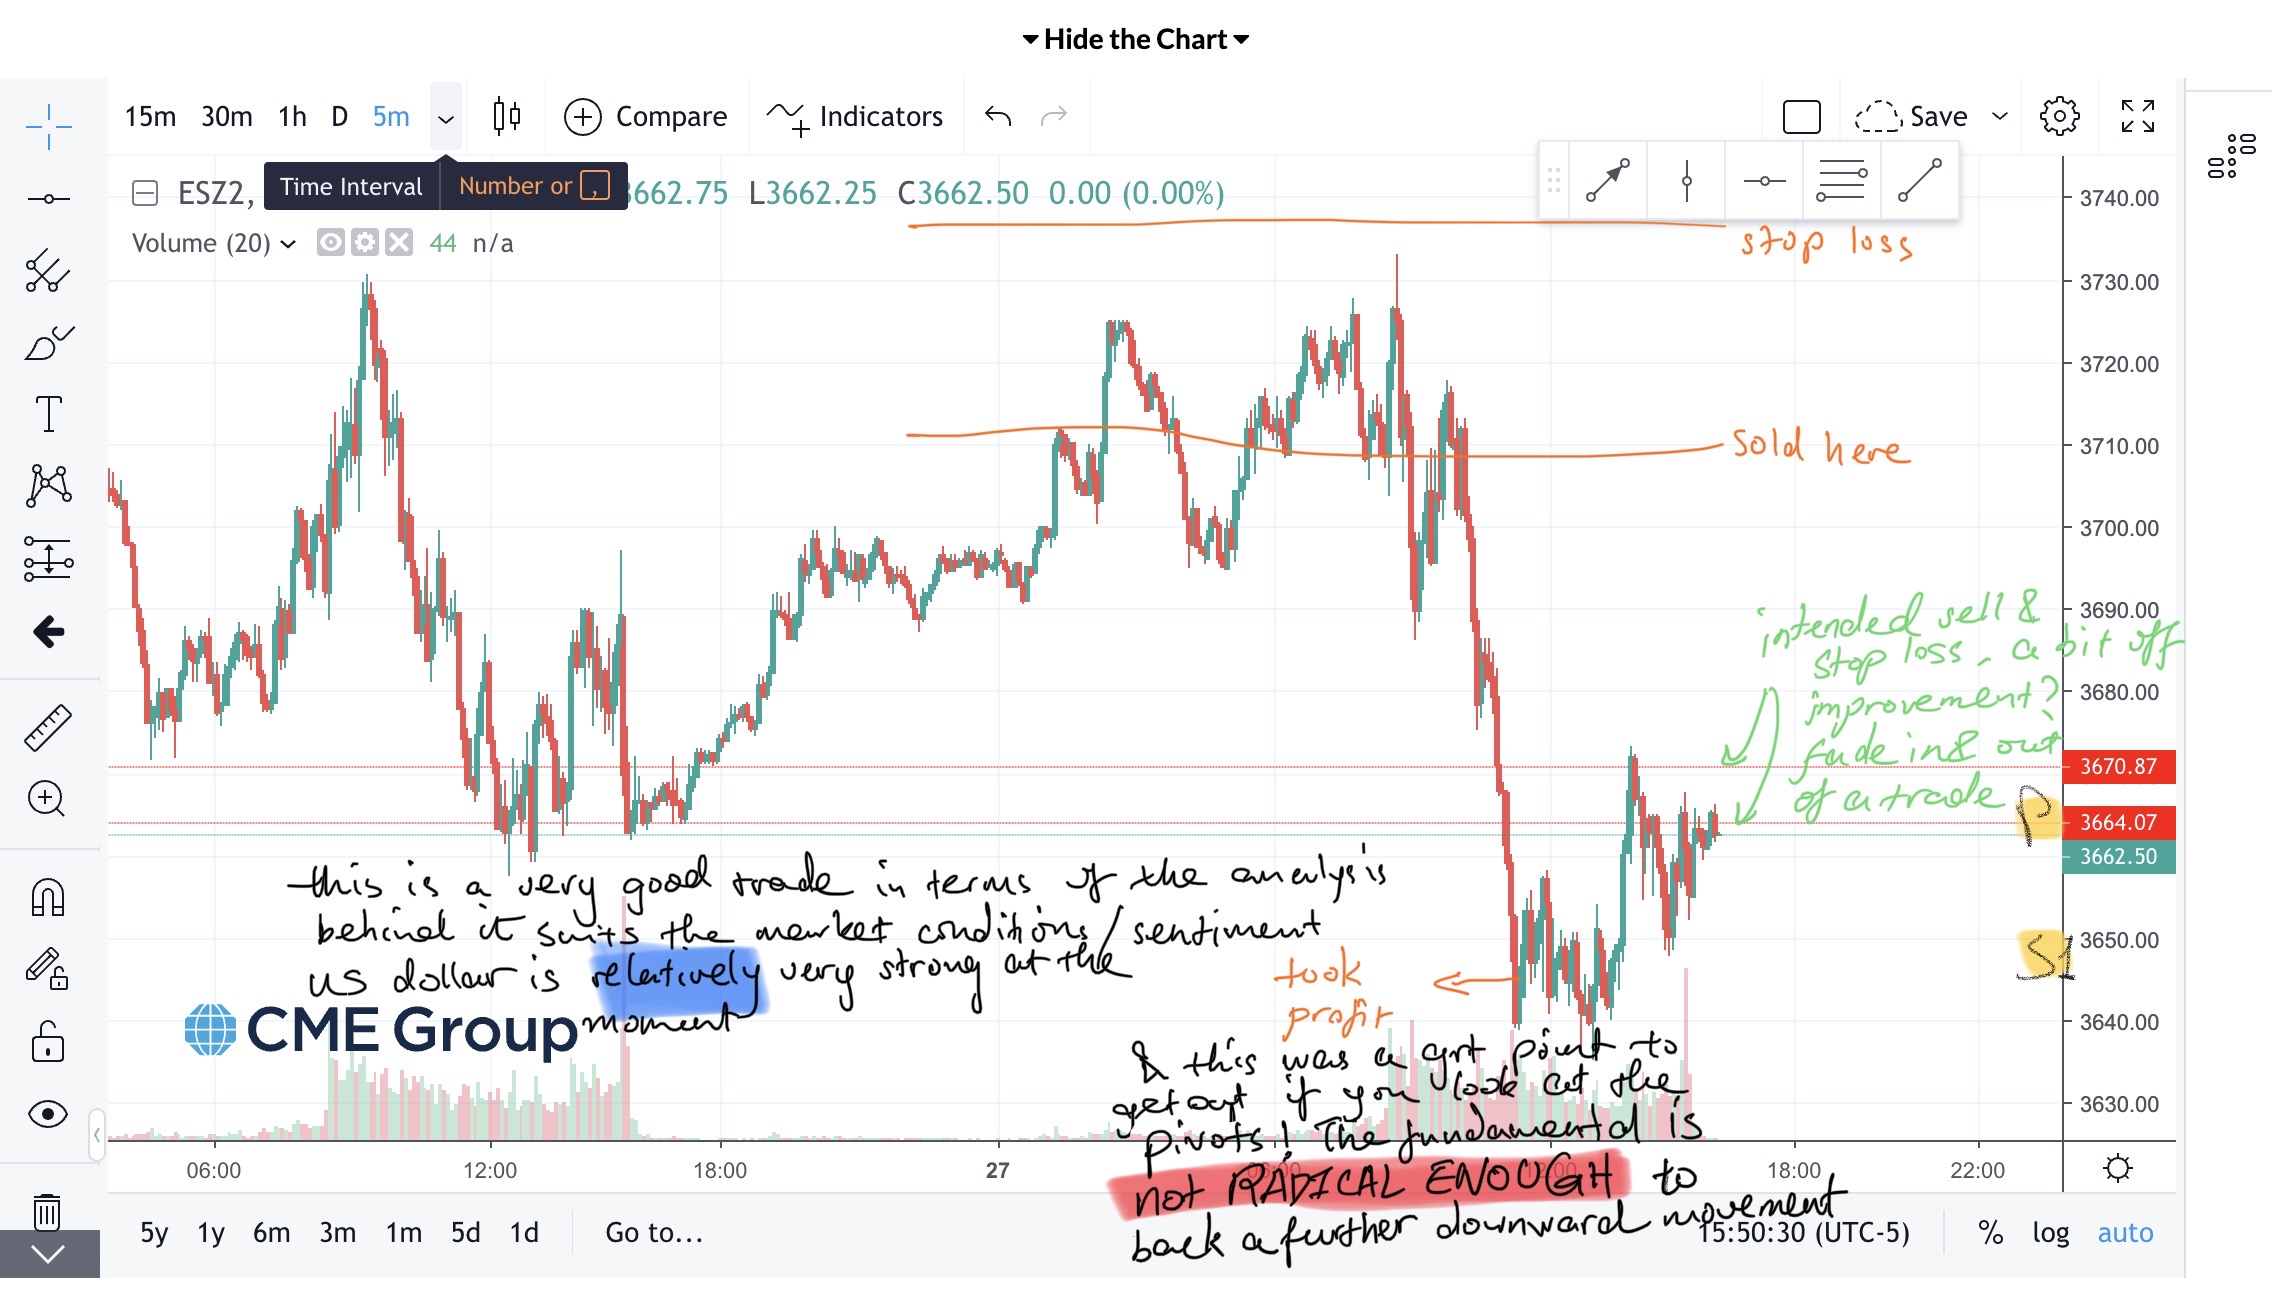 Hide the Chart
15m 30m 1h D 5m Compare Indicators Save
Time Interval Number or ,
ESZ2, 3662.75 L3662.25 C3662.50 0.00 (0.00%)
Volume (20) 44 n/a
3740.00
stop loss
3730.00
3720.00
3710.00
Sold here
3700.00
3690.00
intended sell &
stop loss, a bit off
3680.00
improvement?
fade in & out
of a trade
3670.87
P
3664.07
3662.50
this is a very good trade in terms of the analysis
behind it suits the market conditions/sentiment
us dollar is relatively very strong at the
moment
S1
3650.00
took
profit
CME Group
3640.00
& this was a grt point to
get out if you look at the
pivots! The fundamental is
not RADICAL ENOUGH to
back a further downward movement
3630.00
06:00 12:00 18:00 27 06:00 12:00 18:00 22:00
5y 1y 6m 3m 1m 5d 1d Go to... 15:50:30 (UTC-5) % log auto